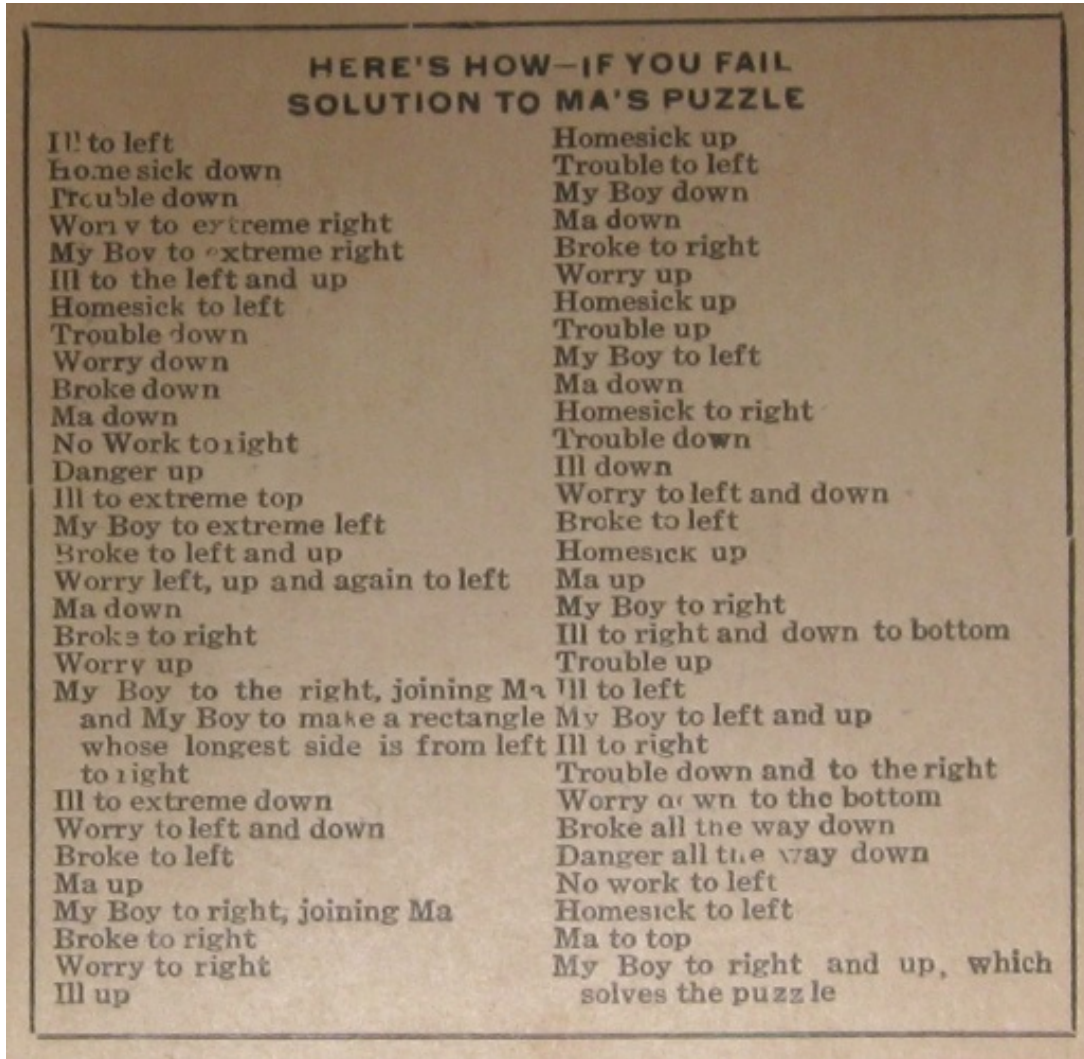 HERE'S HOW—IF YOU FAIL
SOLUTION TO MA'S PUZZLE
Ill to left
Homesick down
Trouble down
Worry to extreme right
My Boy to extreme right
Ill to the left and up
Homesick to left
Trouble down
Worry down
Broke down
Ma down
No Work to right
Danger up
Ill to extreme top
My Boy to extreme left
Broke to left and up
Worry left, up and again to left
Ma down
Broke to right
Worry up
My Boy to the right, joining Ma
and My Boy to make a rectangle
whose longest side is from left
to right
Ill to extreme down
Worry to left and down
Broke to left
Ma up
My Boy to right, joining Ma
Broke to right
Worry to right
Ill up
Homesick up
Trouble to left
My Boy down
Ma down
Broke to right
Worry up
Homesick up
Trouble up
My Boy to left
Ma down
Homesick to right
Trouble down
Ill down
Worry to left and down
Broke to left
Homesick up
Ma up
My Boy to right
Ill to right and down to bottom
Trouble up
Ill to left
My Boy to left and up
Ill to right
Trouble down and to the right
Worry down to the bottom
Broke all the way down
Danger all the way down
No work to left
Homesick to left
Ma to top
My Boy to right and up, which
solves the puzzle